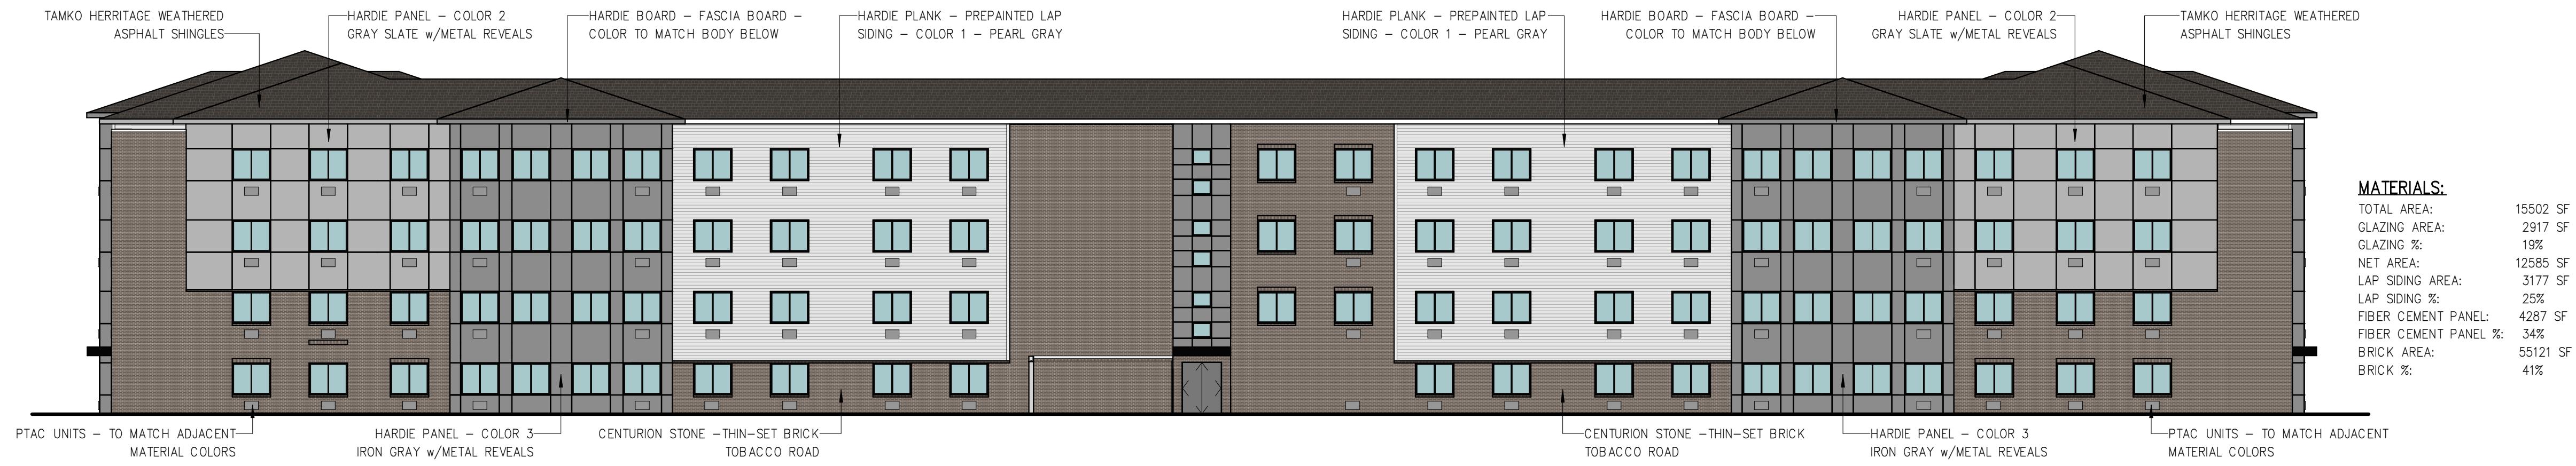 TAMKO HERRITAGE WEATHERED
ASPHALT SHINGLES
HARDIE PANEL - COLOR 2
GRAY SLATE w/METAL REVEALS
HARDIE BOARD - FASCIA BOARD -
COLOR TO MATCH BODY BELOW
HARDIE PLANK - PREPAINTED LAP
SIDING - COLOR 1 - PEARL GRAY
HARDIE PLANK - PREPAINTED LAP
SIDING - COLOR 1 - PEARL GRAY
HARDIE BOARD - FASCIA BOARD -
COLOR TO MATCH BODY BELOW
HARDIE PANEL - COLOR 2
GRAY SLATE w/METAL REVEALS
TAMKO HERRITAGE WEATHERED
ASPHALT SHINGLES
MATERIALS:
TOTAL AREA: 15502 SF
GLAZING AREA: 2917 SF
GLAZING %: 19%
NET AREA: 12585 SF
LAP SIDING AREA: 3177 SF
LAP SIDING %: 25%
FIBER CEMENT PANEL: 4287 SF
FIBER CEMENT PANEL %: 34%
BRICK AREA: 55121 SF
BRICK %: 41%
PTAC UNITS - TO MATCH ADJACENT
MATERIAL COLORS
HARDIE PANEL - COLOR 3
IRON GRAY w/METAL REVEALS
CENTURION STONE -THIN-SET BRICK
TOBACCO ROAD
CENTURION STONE -THIN-SET BRICK
TOBACCO ROAD
HARDIE PANEL - COLOR 3
IRON GRAY w/METAL REVEALS
PTAC UNITS - TO MATCH ADJACENT
MATERIAL COLORS